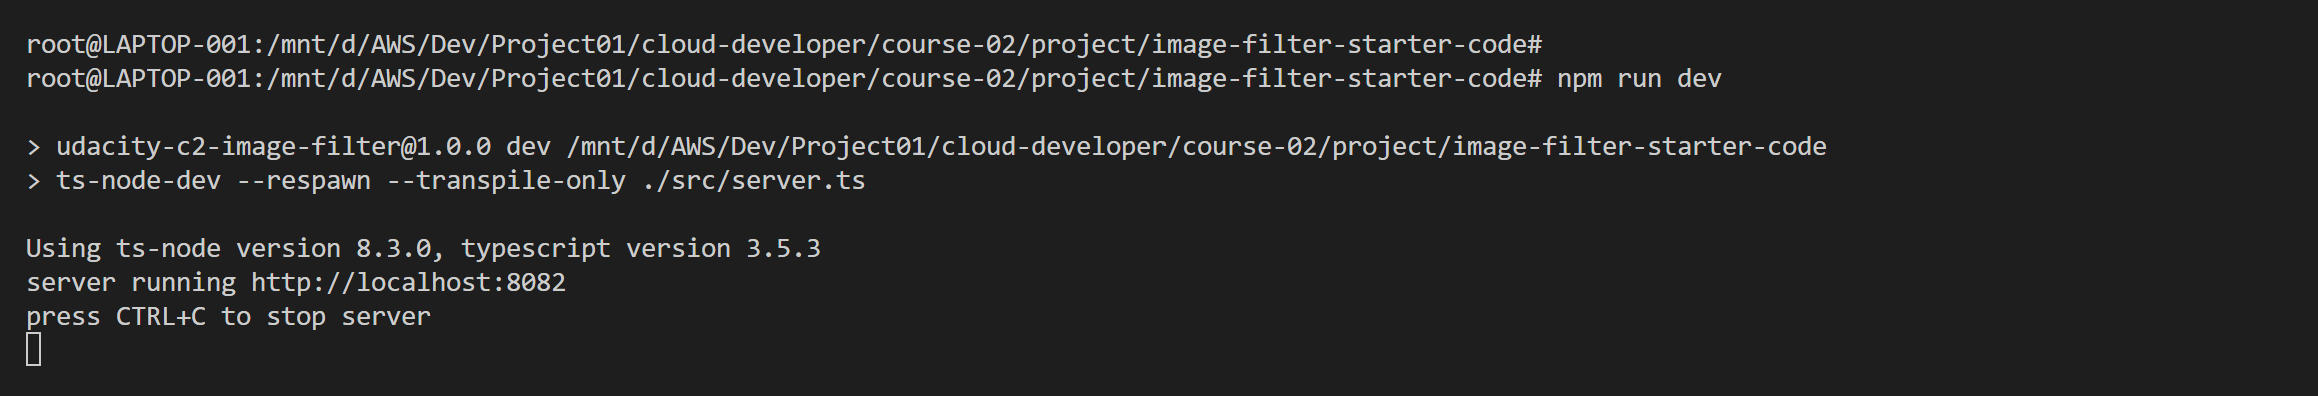 root@LAPTOP-001:/mnt/d/AWS/Dev/Project01/cloud-developer/course-02/project/image-filter-starter-code#
root@LAPTOP-001:/mnt/d/AWS/Dev/Project01/cloud-developer/course-02/project/image-filter-starter-code# npm run dev
> udacity-c2-image-filter@1.0.0 dev /mnt/d/AWS/Dev/Project01/cloud-developer/course-02/project/image-filter-starter-code
> ts-node-dev --respawn --transpile-only ./src/server.ts
Using ts-node version 8.3.0, typescript version 3.5.3
server running http://localhost:8082
press CTRL+C to stop server